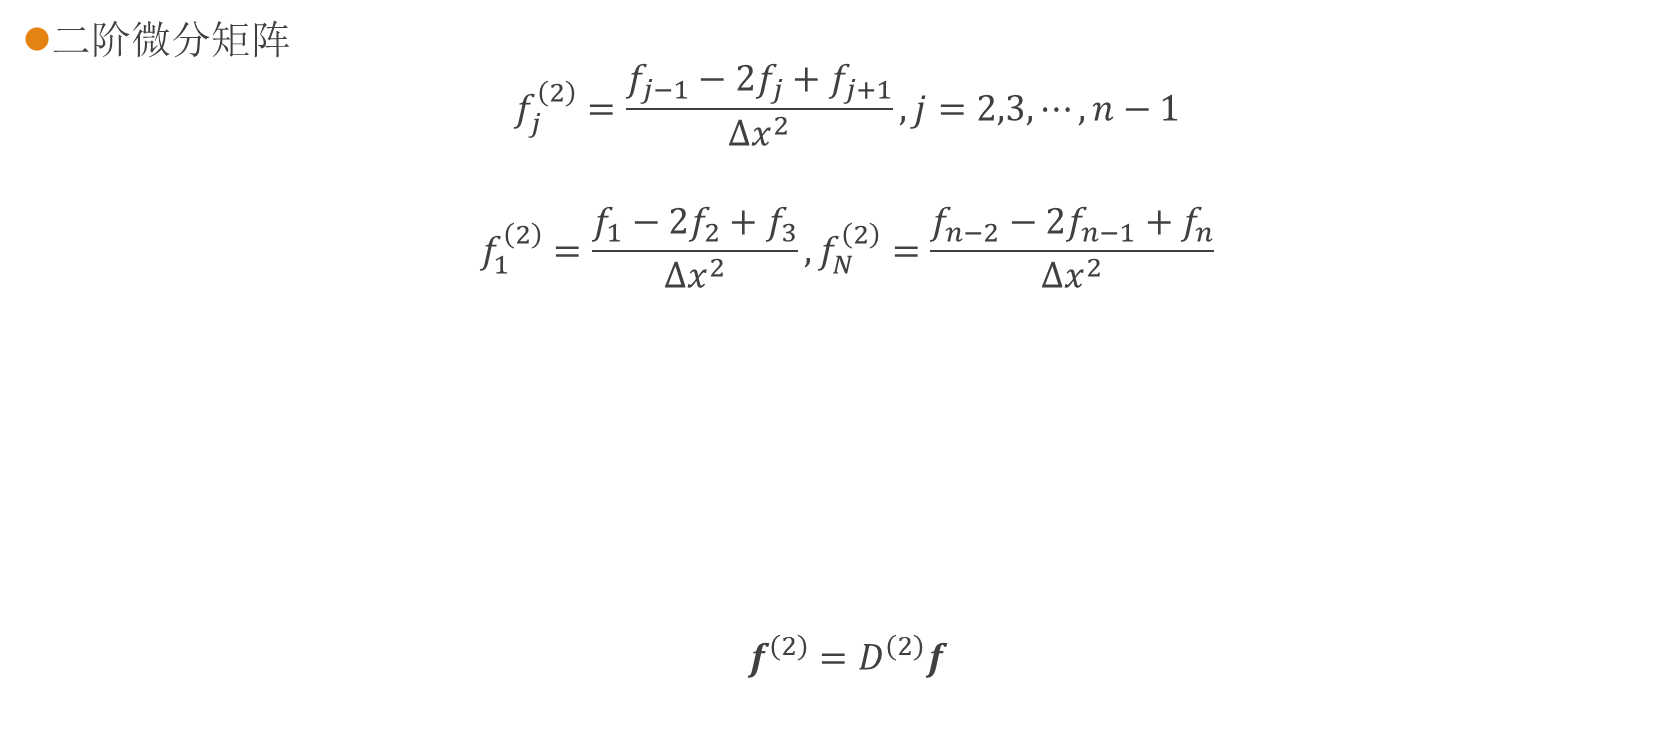 ●二阶微分矩阵
$f_j^{(2)} = \frac{f_{j-1} - 2f_j + f_{j+1}}{\Delta x^2}, j = 2,3,\cdots,n-1$
$f_1^{(2)} = \frac{f_1 - 2f_2 + f_3}{\Delta x^2}, f_N^{(2)} = \frac{f_{n-2} - 2f_{n-1} + f_n}{\Delta x^2}$
$\boldsymbol{f}^{(2)} = D^{(2)}\boldsymbol{f}$